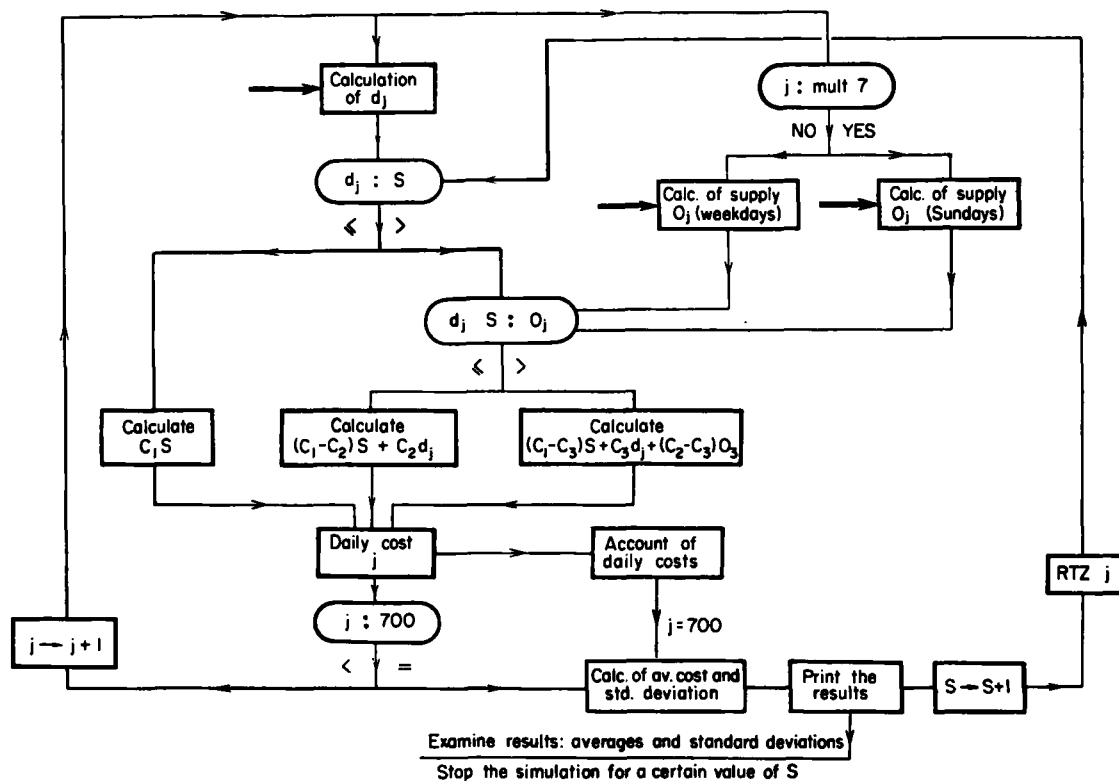 Calculation
of dj
j : mult 7
NO YES
dj : S
Calc. of supply
Oj (weekdays)
Calc. of supply
Oj (Sundays)
⩽ >
dj S : Oj
⩽ >
Calculate
C1S
Calculate
(C1-C2)S + C2dj
Calculate
(C1-C3)S+C3dj+(C2-C3)O3
Daily cost
j
Account of
daily costs
RTZ j
j : 700
j=700
j → j+1
< =
Calc. of av. cost and
std. deviation
Print the
results
S → S+1
Examine results: averages and standard deviations
Stop the simulation for a certain value of S